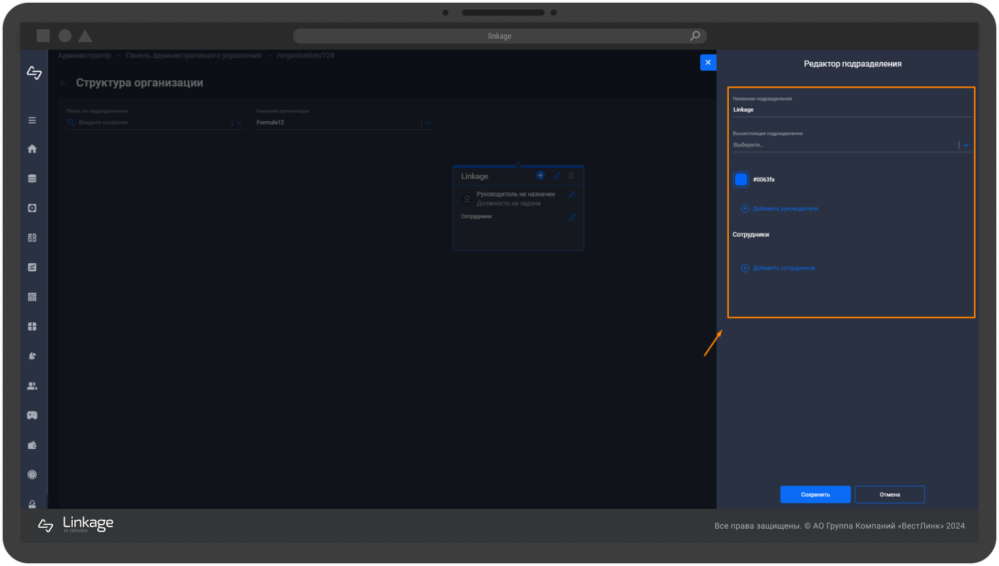 linkage
Администратор – Панель административного управления – /organisation/128
Структура организации
Поиск по подразделениям
Введите название
Название организации
Formula12
Linkage
Руководитель не назначен
Должность не задана
Сотрудники
Редактор подразделения
Название подразделения
Linkage
Вышестоящее подразделение
Выберите...
#0063fa
Добавить руководителя
Сотрудники
Добавить сотрудников
Сохранить
Отмена
Linkage
AI DRIVEN
Все права защищены. © АО Группа Компаний «ВестЛинк» 2024